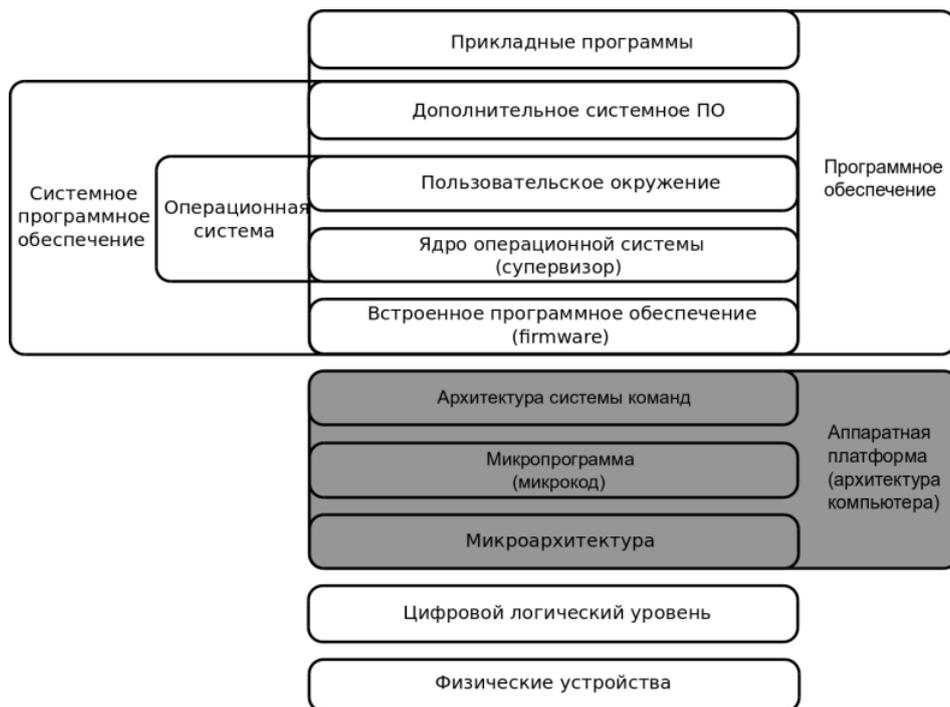 Прикладные программы
Дополнительное системное ПО
Пользовательское окружение
Ядро операционной системы
(супервизор)
Встроенное программное обеспечение
(firmware)
Системное
программное
обеспечение
Операционная
система
Программное
обеспечение
Архитектура системы команд
Микропрограмма
(микрокод)
Микроархитектура
Аппаратная
платформа
(архитектура
компьютера)
Цифровой логический уровень
Физические устройства